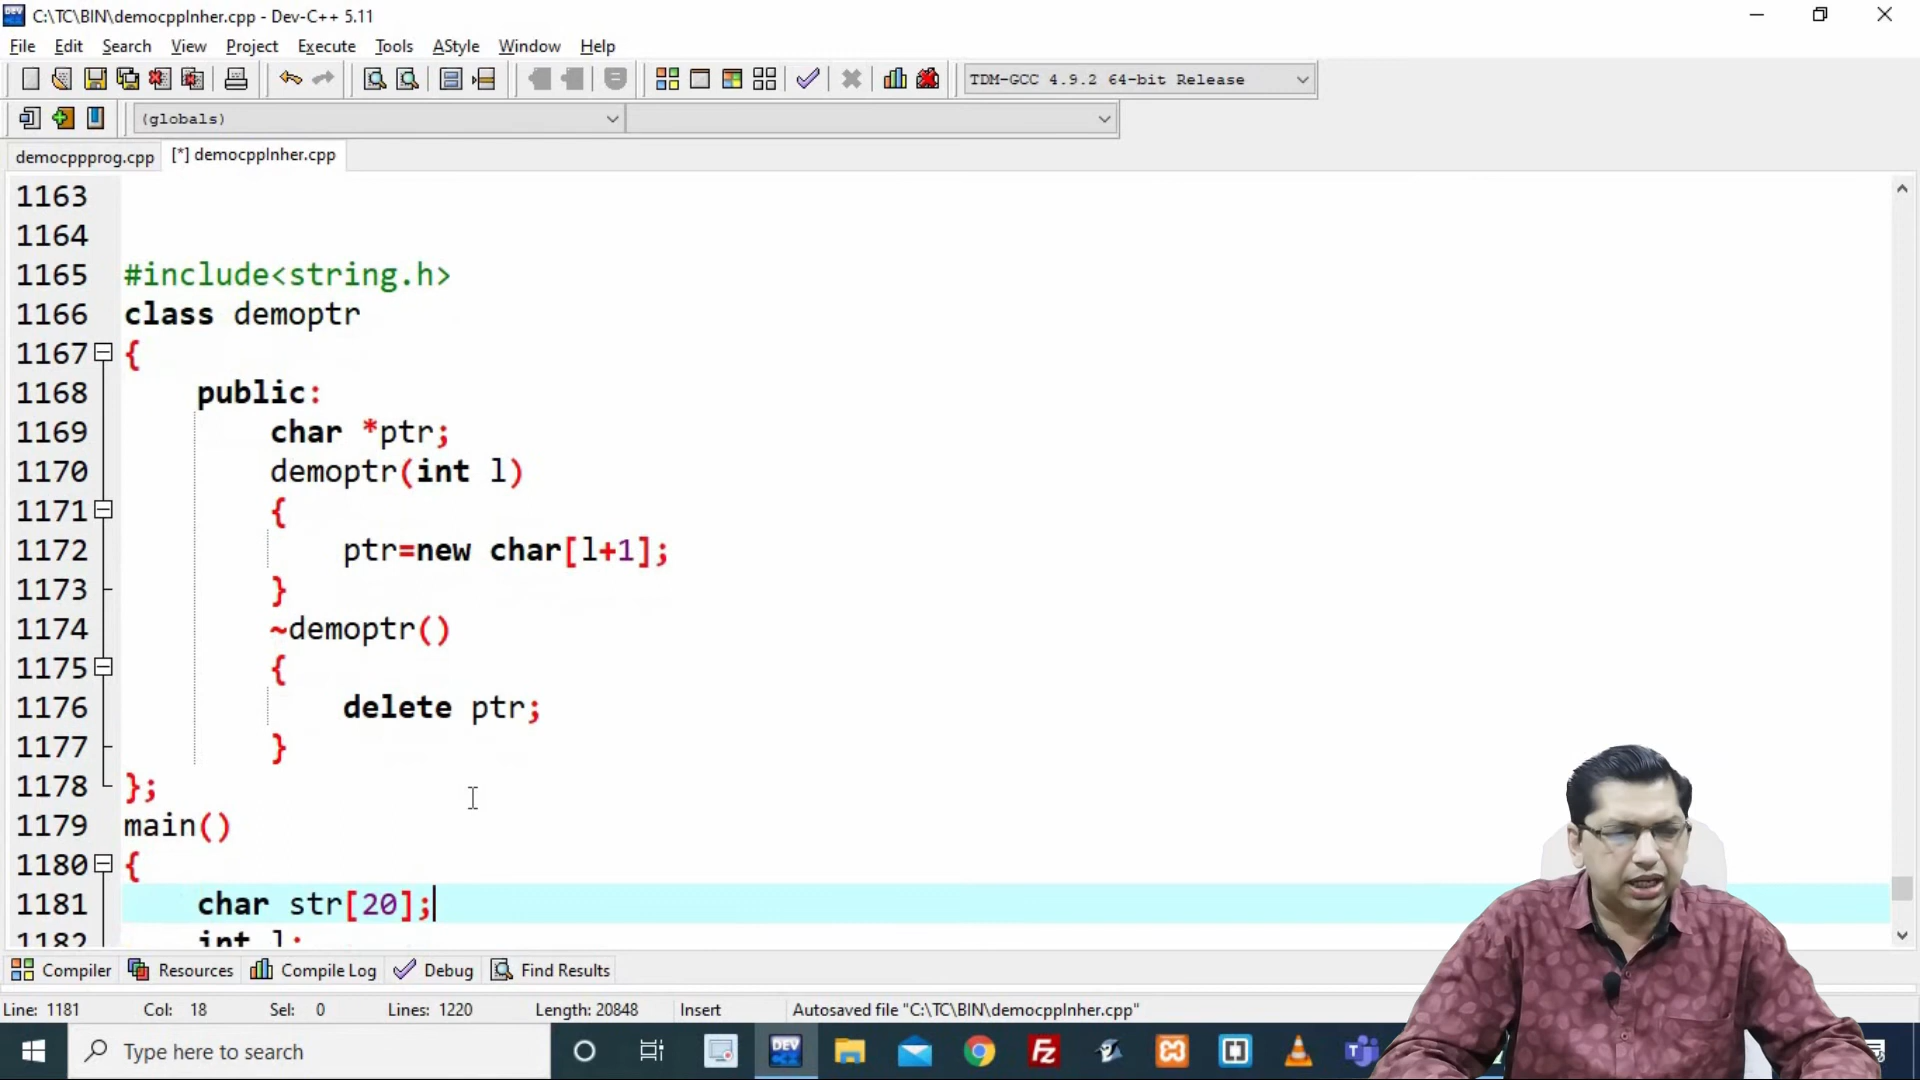 C:\TC\BIN\democppInher.cpp - Dev-C++ 5.11
File Edit Search View Project Execute Tools AStyle Window Help
TDM-GCC 4.9.2 64-bit Release
(globals)
democppprog.cpp [*] democppInher.cpp
1163
1164
1165 #include<string.h>
1166 class demoptr
1167 {
1168 public:
1169 char *ptr;
1170 demoptr(int l)
1171 {
1172 ptr=new char[l+1];
1173 }
1174 ~demoptr()
1175 {
1176 delete ptr;
1177 }
1178 };
1179 main()
1180 {
1181 char str[20];
1182 int l;
Compiler Resources Compile Log Debug Find Results
Line: 1181 Col: 18 Sel: 0 Lines: 1220 Length: 20848 Insert Autosaved file "C:\TC\BIN\democppInher.cpp"
DEV
Fz
Type here to search